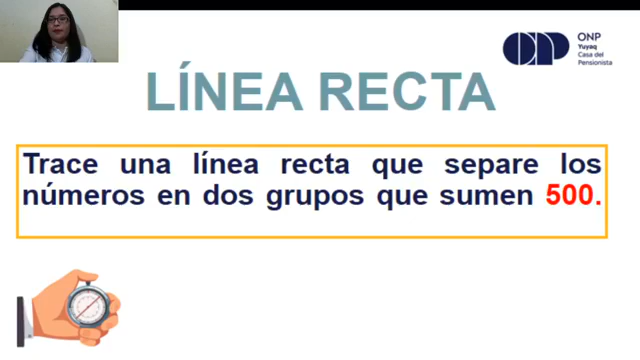 ONP
Yuyaq
Casa del
Pensionista
LÍNEA RECTA
Trace una línea recta que separe los
números en dos grupos que sumen 500.